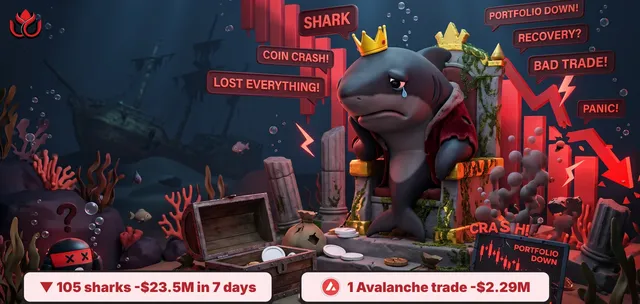 SHARK
COIN CRASH!
LOST EVERYTHING!
PORTFOLIO DOWN!
RECOVERY?
BAD TRADE!
PANIC!
?
CRASH!
PORTFOLIO
DOWN
▼ 105 sharks -$23.5M in 7 days
1 Avalanche trade -$2.29M